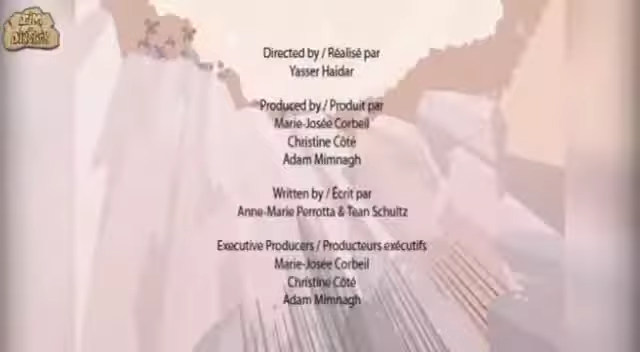 Directed by / Réalisé par
Yasser Haidar
Produced by / Produit par
Marie-Josée Corbeil
Christine Côté
Adam Mimnagh
Written by / Écrit par
Anne-Marie Perrotta & Tean Schultz
Executive Producers / Producteurs exécutifs
Marie-Josée Corbeil
Christine Côté
Adam Mimnagh